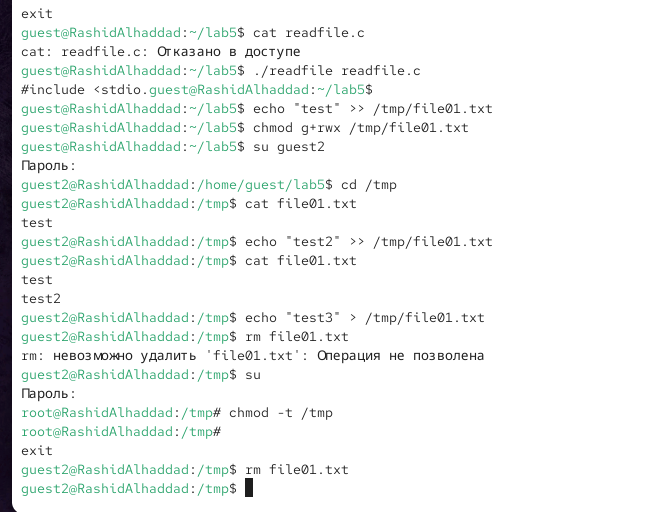 exit
guest@RashidAlhaddad:~/lab5$ cat readfile.c
cat: readfile.c: Отказано в доступе
guest@RashidAlhaddad:~/lab5$ ./readfile readfile.c
#include <stdio.guest@RashidAlhaddad:~/lab5$
guest@RashidAlhaddad:~/lab5$ echo "test" >> /tmp/file01.txt
guest@RashidAlhaddad:~/lab5$ chmod g+rwx /tmp/file01.txt
guest@RashidAlhaddad:~/lab5$ su guest2
Пароль:
guest2@RashidAlhaddad:/home/guest/lab5$ cd /tmp
guest2@RashidAlhaddad:/tmp$ cat file01.txt
test
guest2@RashidAlhaddad:/tmp$ echo "test2" >> /tmp/file01.txt
guest2@RashidAlhaddad:/tmp$ cat file01.txt
test
test2
guest2@RashidAlhaddad:/tmp$ echo "test3" > /tmp/file01.txt
guest2@RashidAlhaddad:/tmp$ rm file01.txt
rm: невозможно удалить 'file01.txt': Операция не позволена
guest2@RashidAlhaddad:/tmp$ su
Пароль:
root@RashidAlhaddad:/tmp# chmod -t /tmp
root@RashidAlhaddad:/tmp#
exit
guest2@RashidAlhaddad:/tmp$ rm file01.txt
guest2@RashidAlhaddad:/tmp$